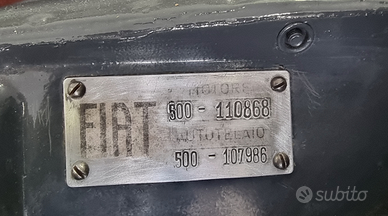 FIAT
MOTORE
500 - 110868
AUTOTELAIO
500 - 107986
subito